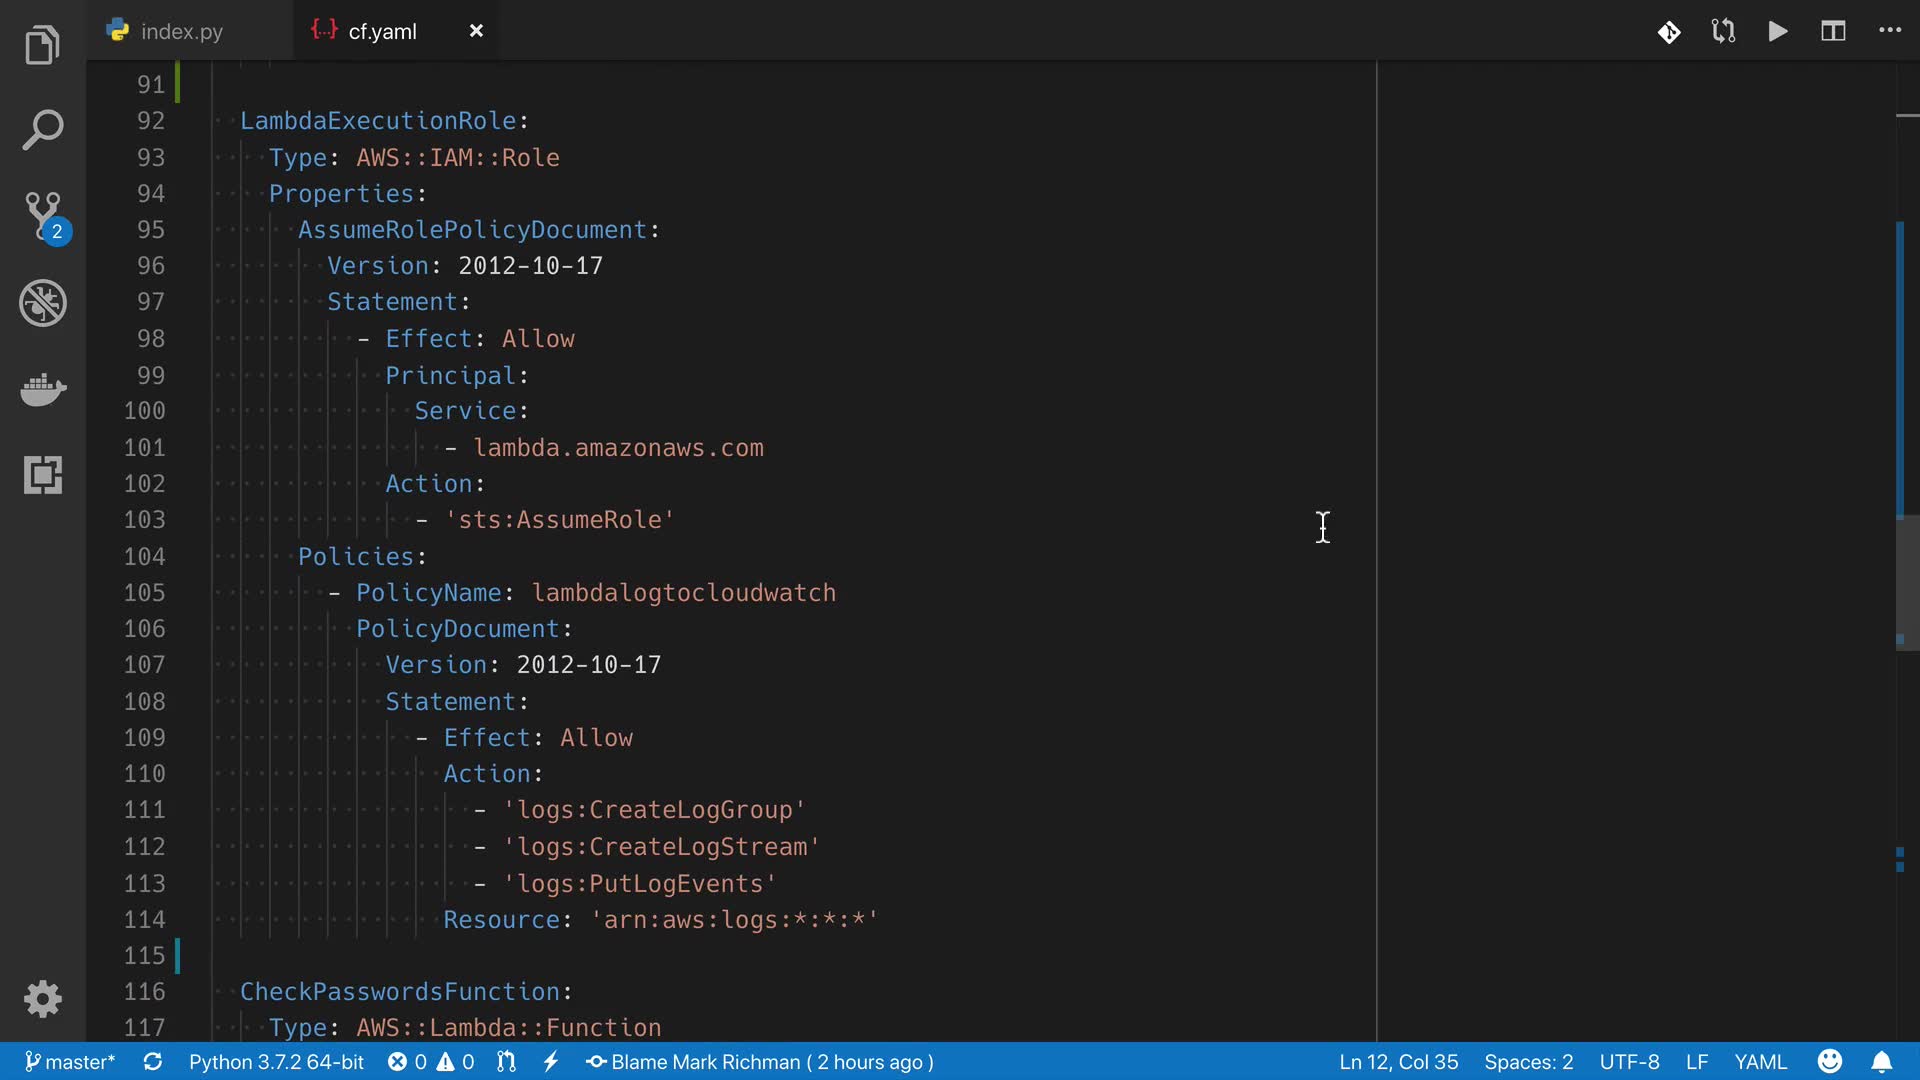 index.py
cf.yaml
91
92 LambdaExecutionRole:
93 Type: AWS::IAM::Role
94 Properties:
95 AssumeRolePolicyDocument:
96 Version: 2012-10-17
97 Statement:
98 - Effect: Allow
99 Principal:
100 Service:
101 - lambda.amazonaws.com
102 Action:
103 - 'sts:AssumeRole'
104 Policies:
105 - PolicyName: lambdalogtocloudwatch
106 PolicyDocument:
107 Version: 2012-10-17
108 Statement:
109 - Effect: Allow
110 Action:
111 - 'logs:CreateLogGroup'
112 - 'logs:CreateLogStream'
113 - 'logs:PutLogEvents'
114 Resource: 'arn:aws:logs:*:*:*'
115
116 CheckPasswordsFunction:
117 Type: AWS::Lambda::Function
2
master* Python 3.7.2 64-bit 0 0 Blame Mark Richman ( 2 hours ago ) Ln 12, Col 35 Spaces: 2 UTF-8 LF YAML